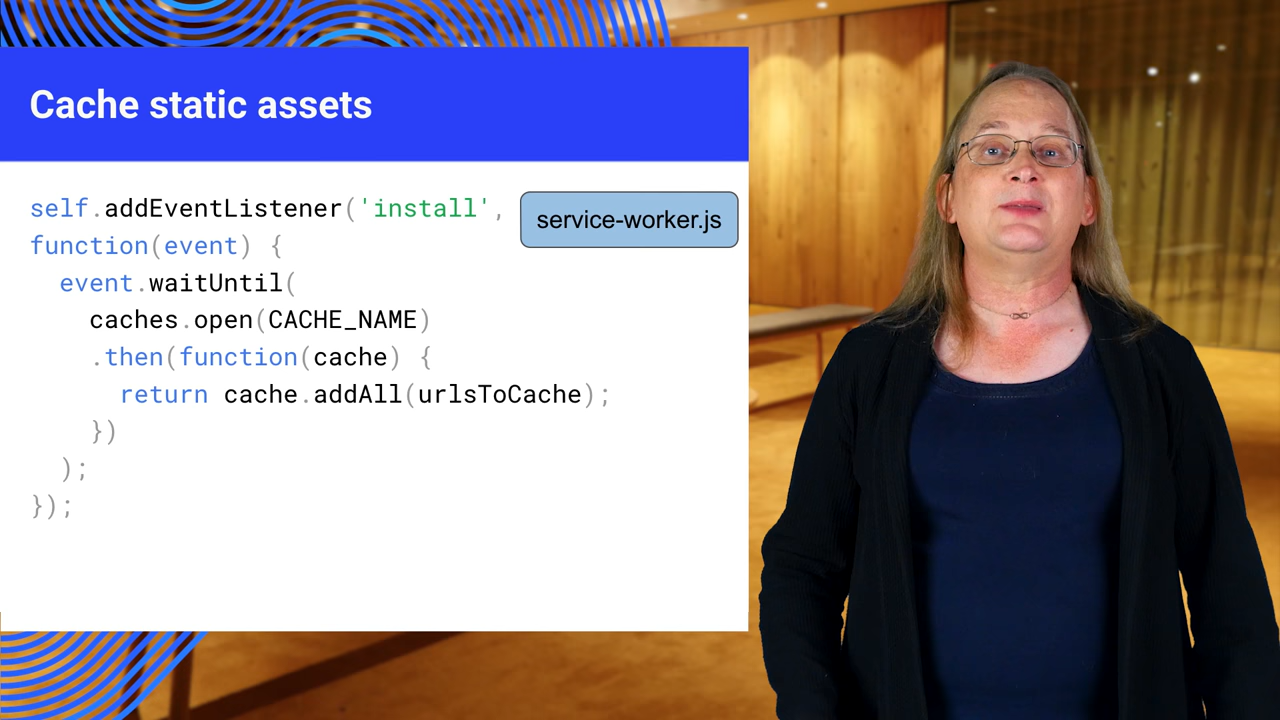 Cache static assets
self.addEventListener('install',
service-worker.js
function(event) {
event.waitUntil(
caches.open(CACHE_NAME)
.then(function(cache) {
return cache.addAll(urlsToCache);
})
);
});